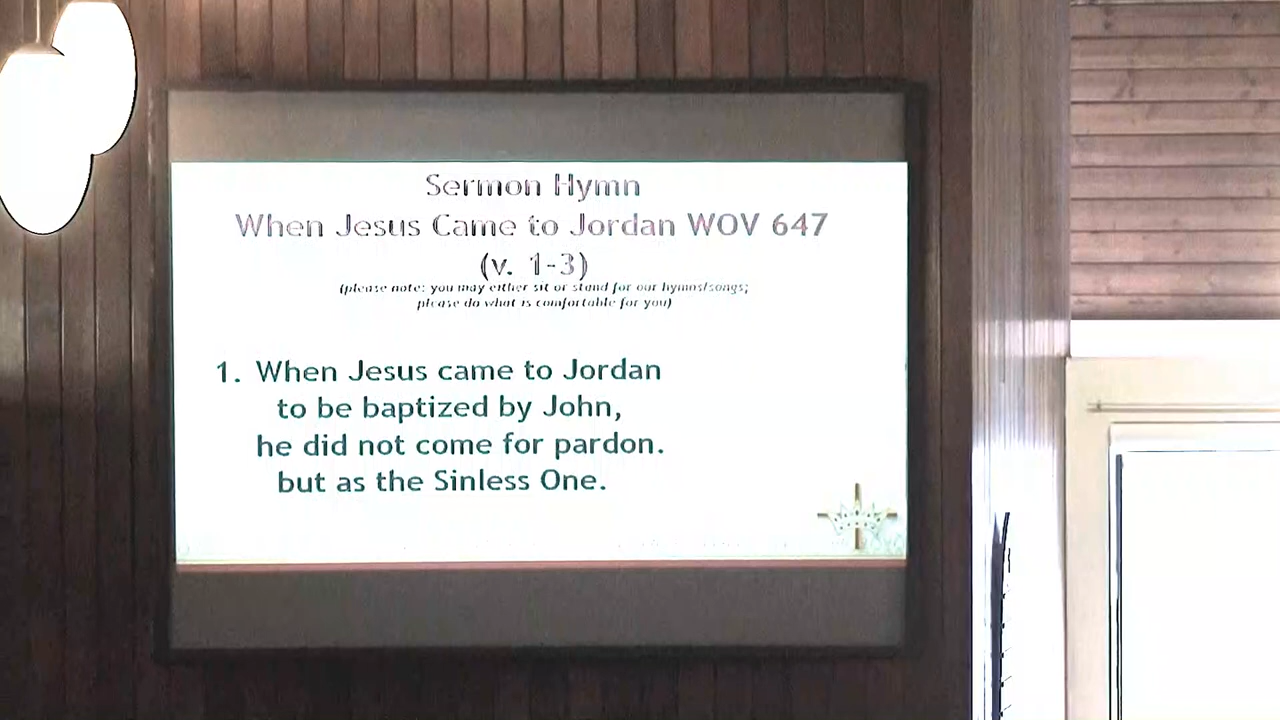 Sermon Hymn
When Jesus Came to Jordan WOV 647
(v. 1-3)
(please note: you may either sit or stand for our hymns/songs;
please do what is comfortable for you)
1. When Jesus came to Jordan
to be baptized by John,
he did not come for pardon.
but as the Sinless One.